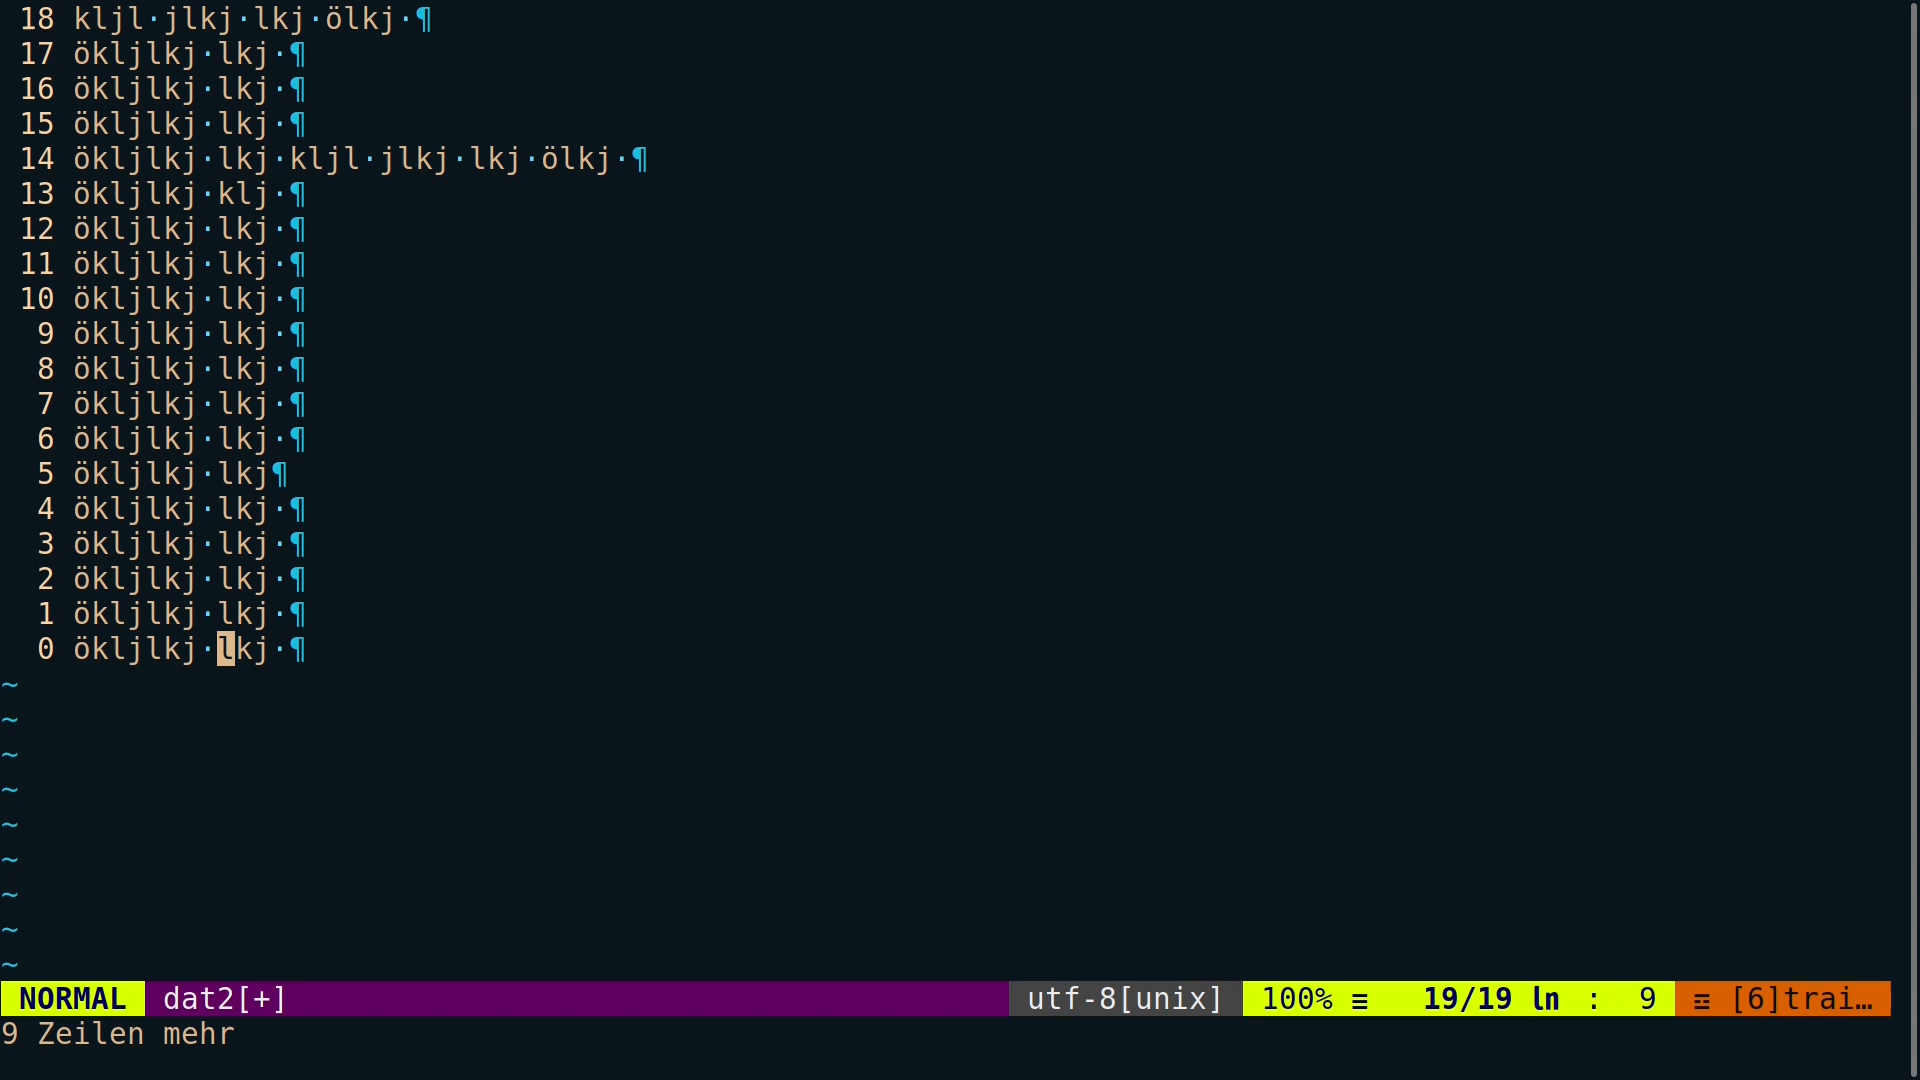 18 kljl·jlkj·lkj·ölkj·¶
17 ökljlkj·lkj·¶
16 ökljlkj·lkj·¶
15 ökljlkj·lkj·¶
14 ökljlkj·lkj·kljl·jlkj·lkj·ölkj·¶
13 ökljlkj·klj·¶
12 ökljlkj·lkj·¶
11 ökljlkj·lkj·¶
10 ökljlkj·lkj·¶
9 ökljlkj·lkj·¶
8 ökljlkj·lkj·¶
7 ökljlkj·lkj·¶
6 ökljlkj·lkj·¶
5 ökljlkj·lkj¶
4 ökljlkj·lkj·¶
3 ökljlkj·lkj·¶
2 ökljlkj·lkj·¶
1 ökljlkj·lkj·¶
0 ökljlkj·lkj·¶
~
~
~
~
~
~
~
~
~
NORMAL dat2[+] utf-8[unix] 100% ≡ 19/19 ㏑ : 9 ☲ [6]trai…
9 Zeilen mehr